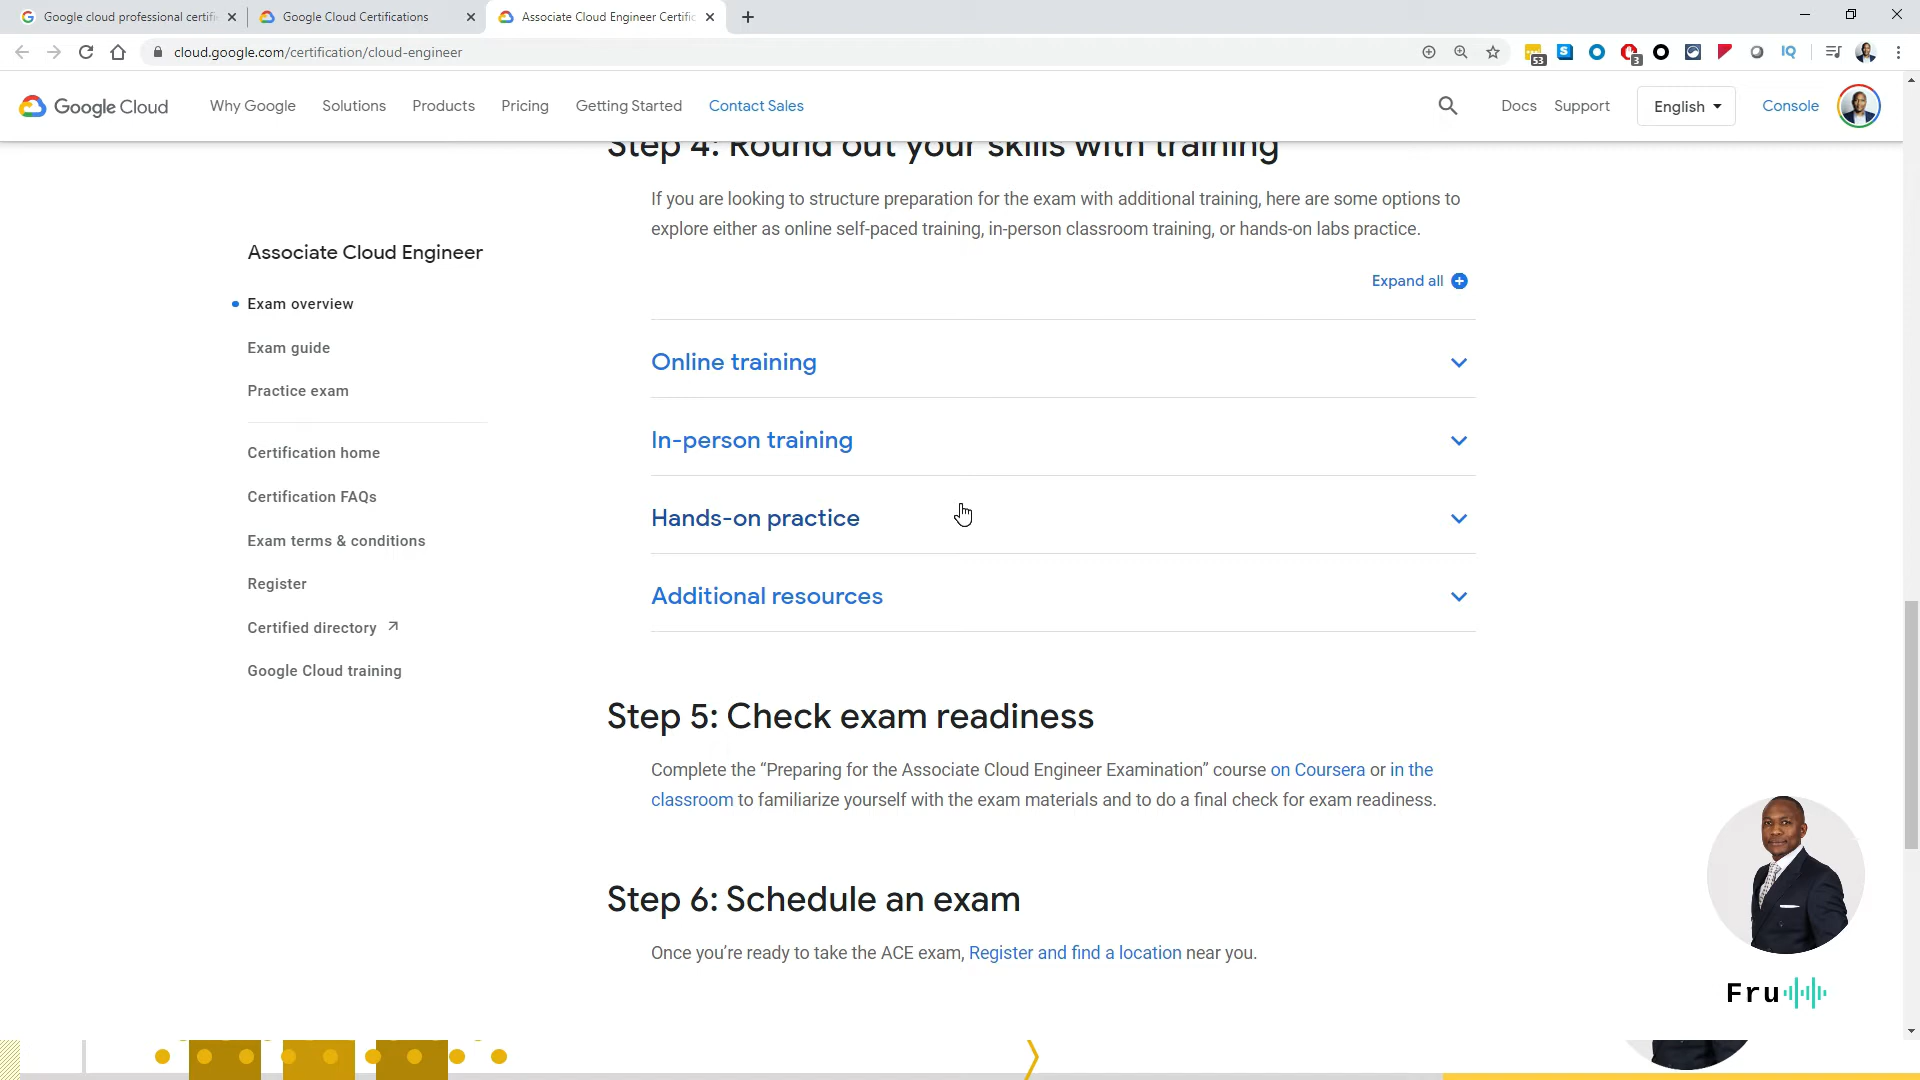 Google cloud professional certific
Google Cloud Certifications
Associate Cloud Engineer Certific
cloud.google.com/certification/cloud-engineer
53
S
3
IQ
Google Cloud
Why Google
Solutions
Products
Pricing
Getting Started
Contact Sales
Docs
Support
English
Console
Step 4: Round out your skills with training
If you are looking to structure preparation for the exam with additional training, here are some options to
explore either as online self-paced training, in-person classroom training, or hands-on labs practice.
Expand all
Associate Cloud Engineer
Exam overview
Exam guide
Practice exam
Certification home
Certification FAQs
Exam terms & conditions
Register
Certified directory
Google Cloud training
Online training
In-person training
Hands-on practice
Additional resources
Step 5: Check exam readiness
Complete the “Preparing for the Associate Cloud Engineer Examination” course on Coursera or in the
classroom to familiarize yourself with the exam materials and to do a final check for exam readiness.
Step 6: Schedule an exam
Once you’re ready to take the ACE exam, Register and find a location near you.
Fru